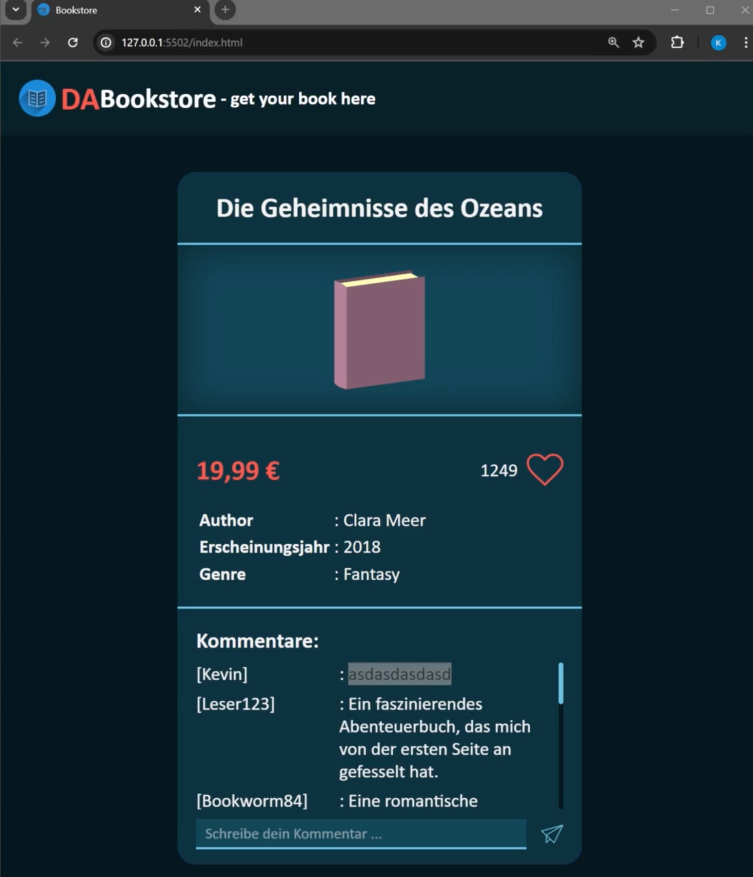 Bookstore
127.0.0.1:5502/index.html
K
DABookstore - get your book here
Die Geheimnisse des Ozeans
19,99 €
1249
Author : Clara Meer
Erscheinungsjahr : 2018
Genre : Fantasy
Kommentare:
[Kevin] : asdasdasdasd
[Leser123] : Ein faszinierendes
Abenteuerbuch, das mich
von der ersten Seite an
gefesselt hat.
[Bookworm84] : Eine romantische
Schreibe dein Kommentar ...